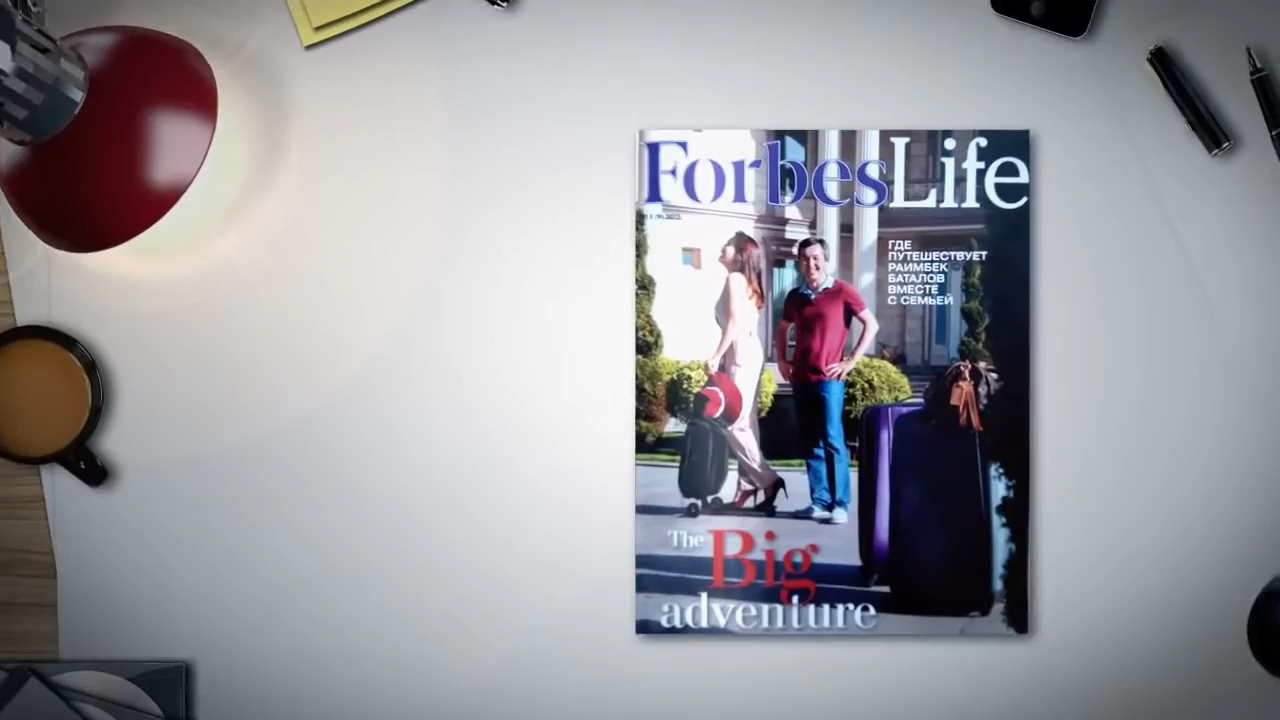 ForbesLife
ГДЕ
ПУТЕШЕСТВУЕТ
РАИМБЕК
БАТАЛОВ
ВМЕСТЕ
С СЕМЬЕЙ
The Big
adventure